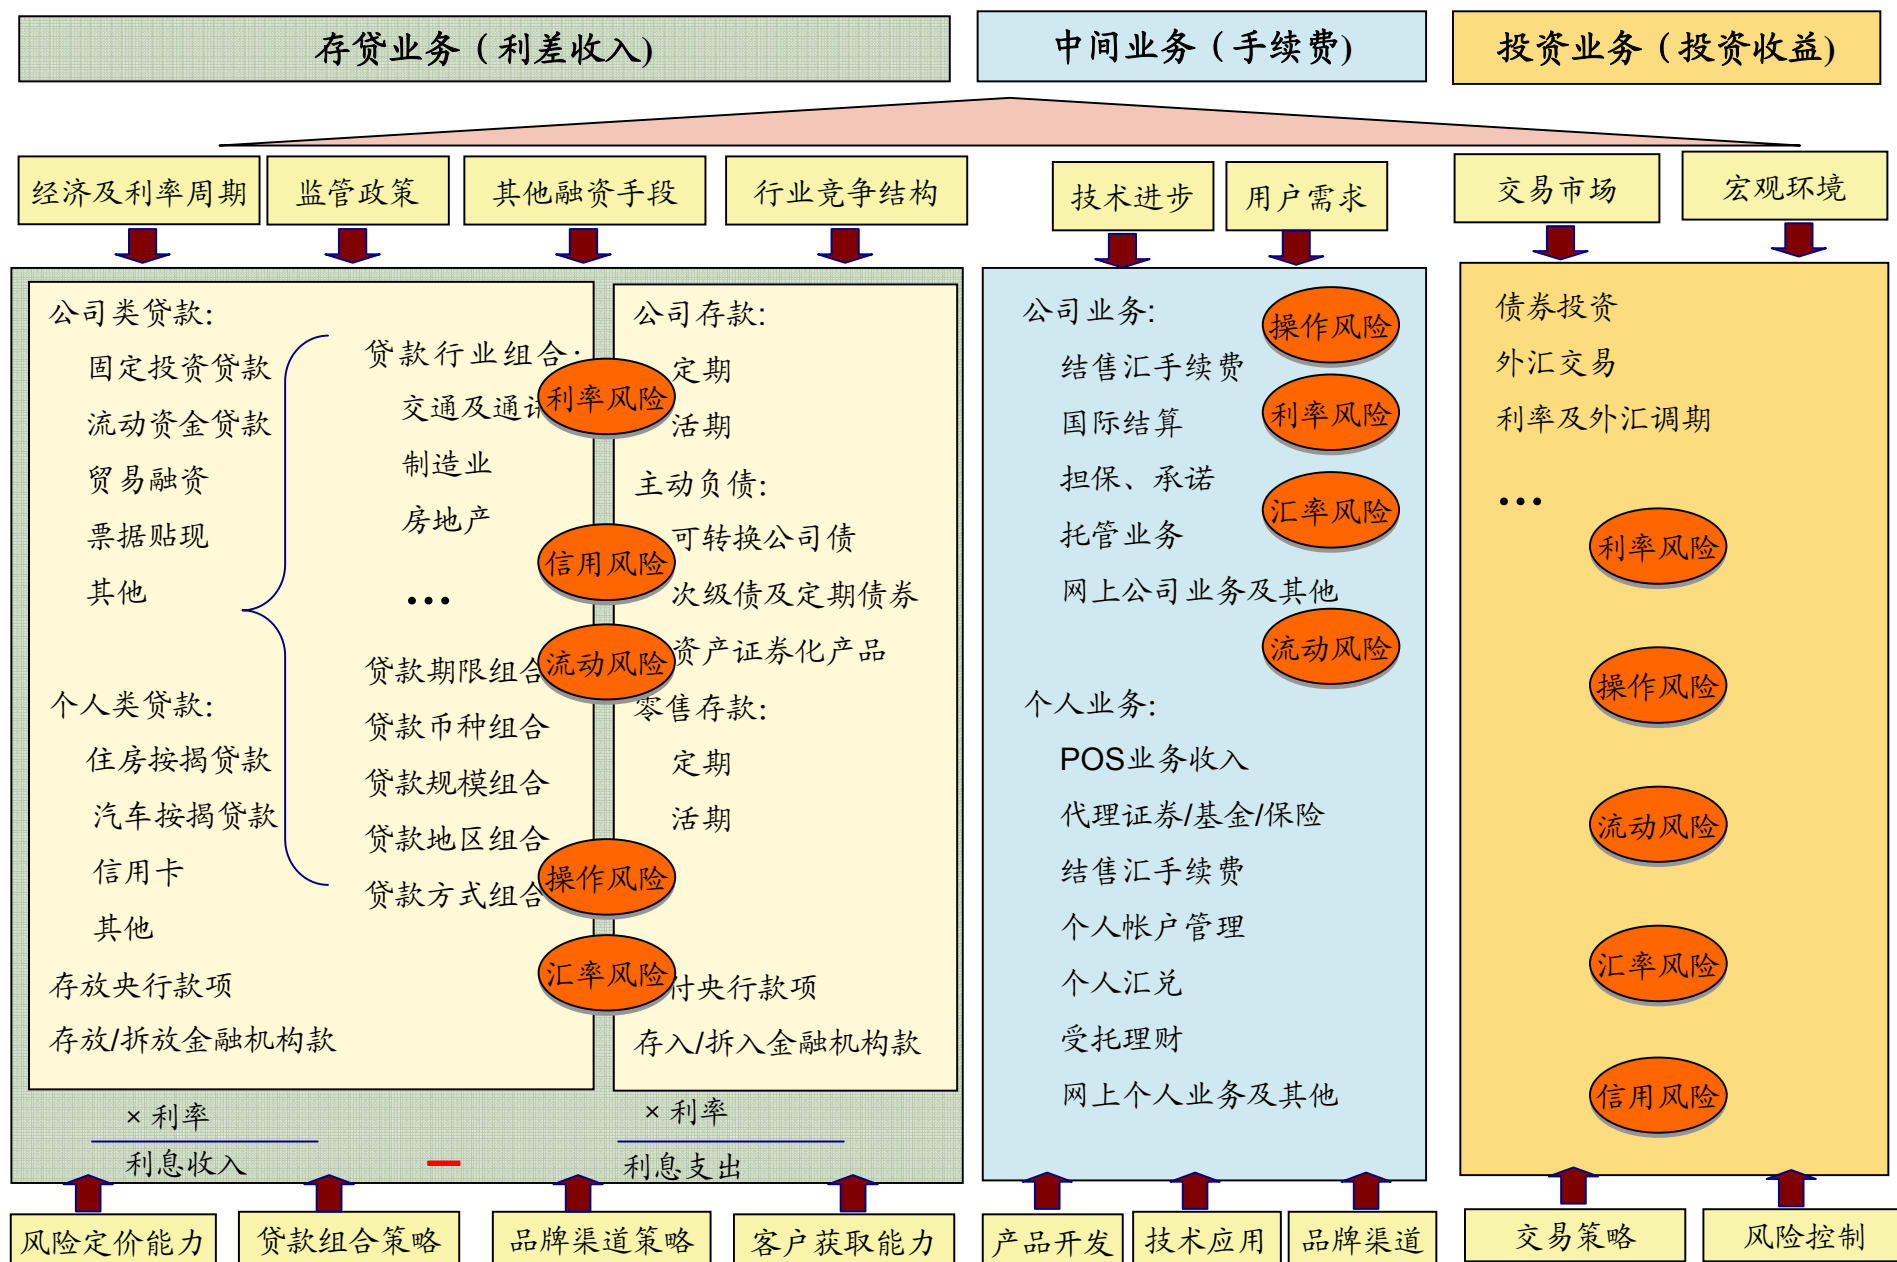 存贷业务（利差收入)
中间业务（手续费)
投资业务（投资收益)
经济及利率周期
监管政策
其他融资手段
行业竞争结构
技术进步
用户需求
交易市场
宏观环境
公司类贷款:
固定投资贷款
流动资金贷款
贸易融资
票据贴现
其他
个人类贷款:
住房按揭贷款
汽车按揭贷款
信用卡
其他
存放央行款项
存放/拆放金融机构款
贷款行业组合:
交通及通讯
制造业
房地产
…
贷款期限组合
贷款币种组合
贷款规模组合
贷款地区组合
贷款方式组合
利率风险
信用风险
流动风险
操作风险
汇率风险
公司存款:
定期
活期
主动负债:
可转换公司债
次级债及定期债券
资产证券化产品
零售存款:
定期
活期
付央行款项
存入/拆入金融机构款
× 利率
利息收入
—
× 利率
利息支出
公司业务:
结售汇手续费
国际结算
担保、承诺
托管业务
网上公司业务及其他
个人业务:
POS业务收入
代理证券/基金/保险
结售汇手续费
个人帐户管理
个人汇兑
受托理财
网上个人业务及其他
操作风险
利率风险
汇率风险
流动风险
债券投资
外汇交易
利率及外汇调期
…
利率风险
操作风险
流动风险
汇率风险
信用风险
风险定价能力
贷款组合策略
品牌渠道策略
客户获取能力
产品开发
技术应用
品牌渠道
交易策略
风险控制